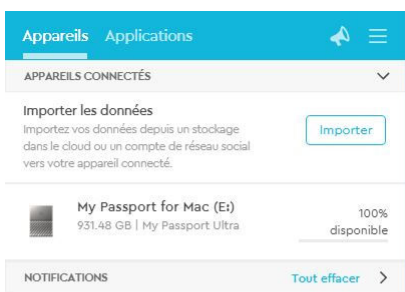 Appareils Applications
APPAREILS CONNECTÉS
Importer les données
Importez vos données depuis un stockage
dans le cloud ou un compte de réseau social
vers votre appareil connecté.
Importer
My Passport for Mac (E:)
931.48 GB | My Passport Ultra
100%
disponible
NOTIFICATIONS Tout effacer